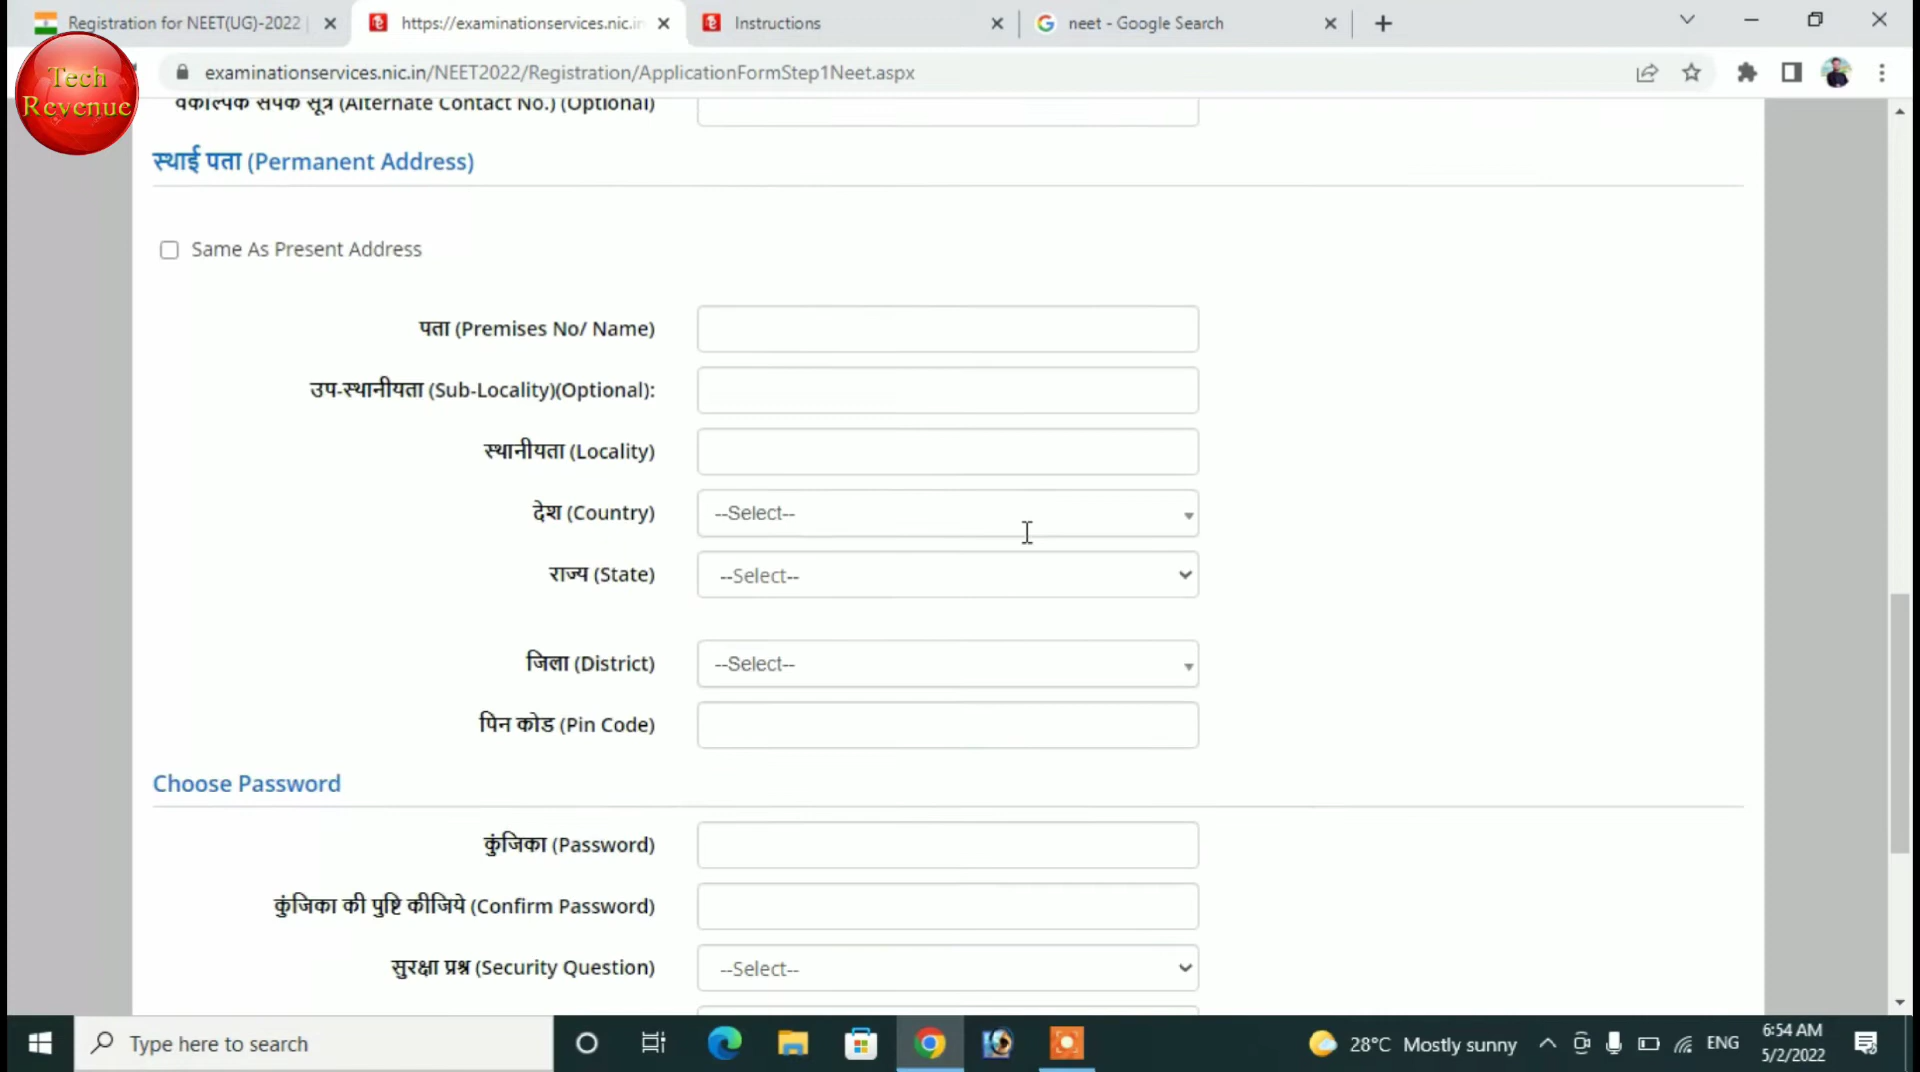 Registration for NEET(UG)-2022 |
https://examinationservices.nic.in
Instructions
neet - Google Search
Tech
Revenue
examinationservices.nic.in/NEET2022/Registration/ApplicationFormStep1Neet.aspx
वैकल्पिक संपर्क सूत्र (Alternate Contact No.) (Optional)
स्थाई पता (Permanent Address)
Same As Present Address
पता (Premises No/ Name)
उप-स्थानीयता (Sub-Locality)(Optional):
स्थानीयता (Locality)
देश (Country)
--Select--
राज्य (State)
--Select--
जिला (District)
--Select--
पिन कोड (Pin Code)
Choose Password
कुंजिका (Password)
कुंजिका की पुष्टि कीजिये (Confirm Password)
सुरक्षा प्रश्न (Security Question)
--Select--
Type here to search
28°C Mostly sunny
ENG
6:54 AM
5/2/2022